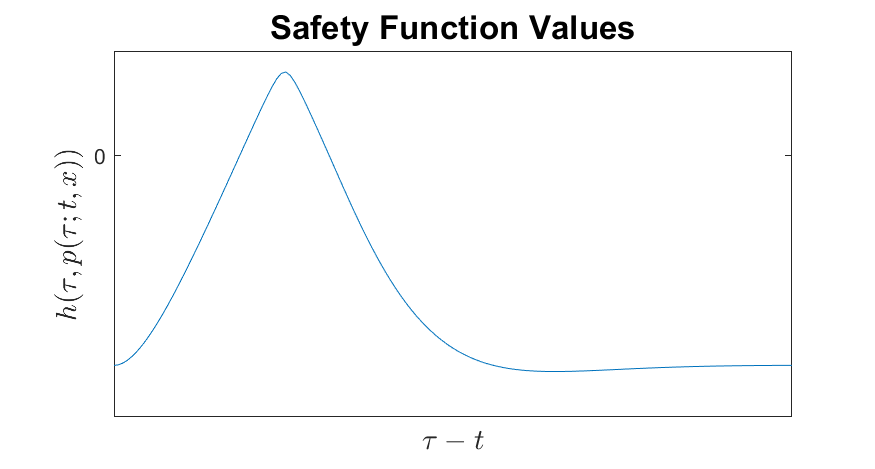 Safety Function Values
h(τ, p(τ; t, x))
0
τ − t